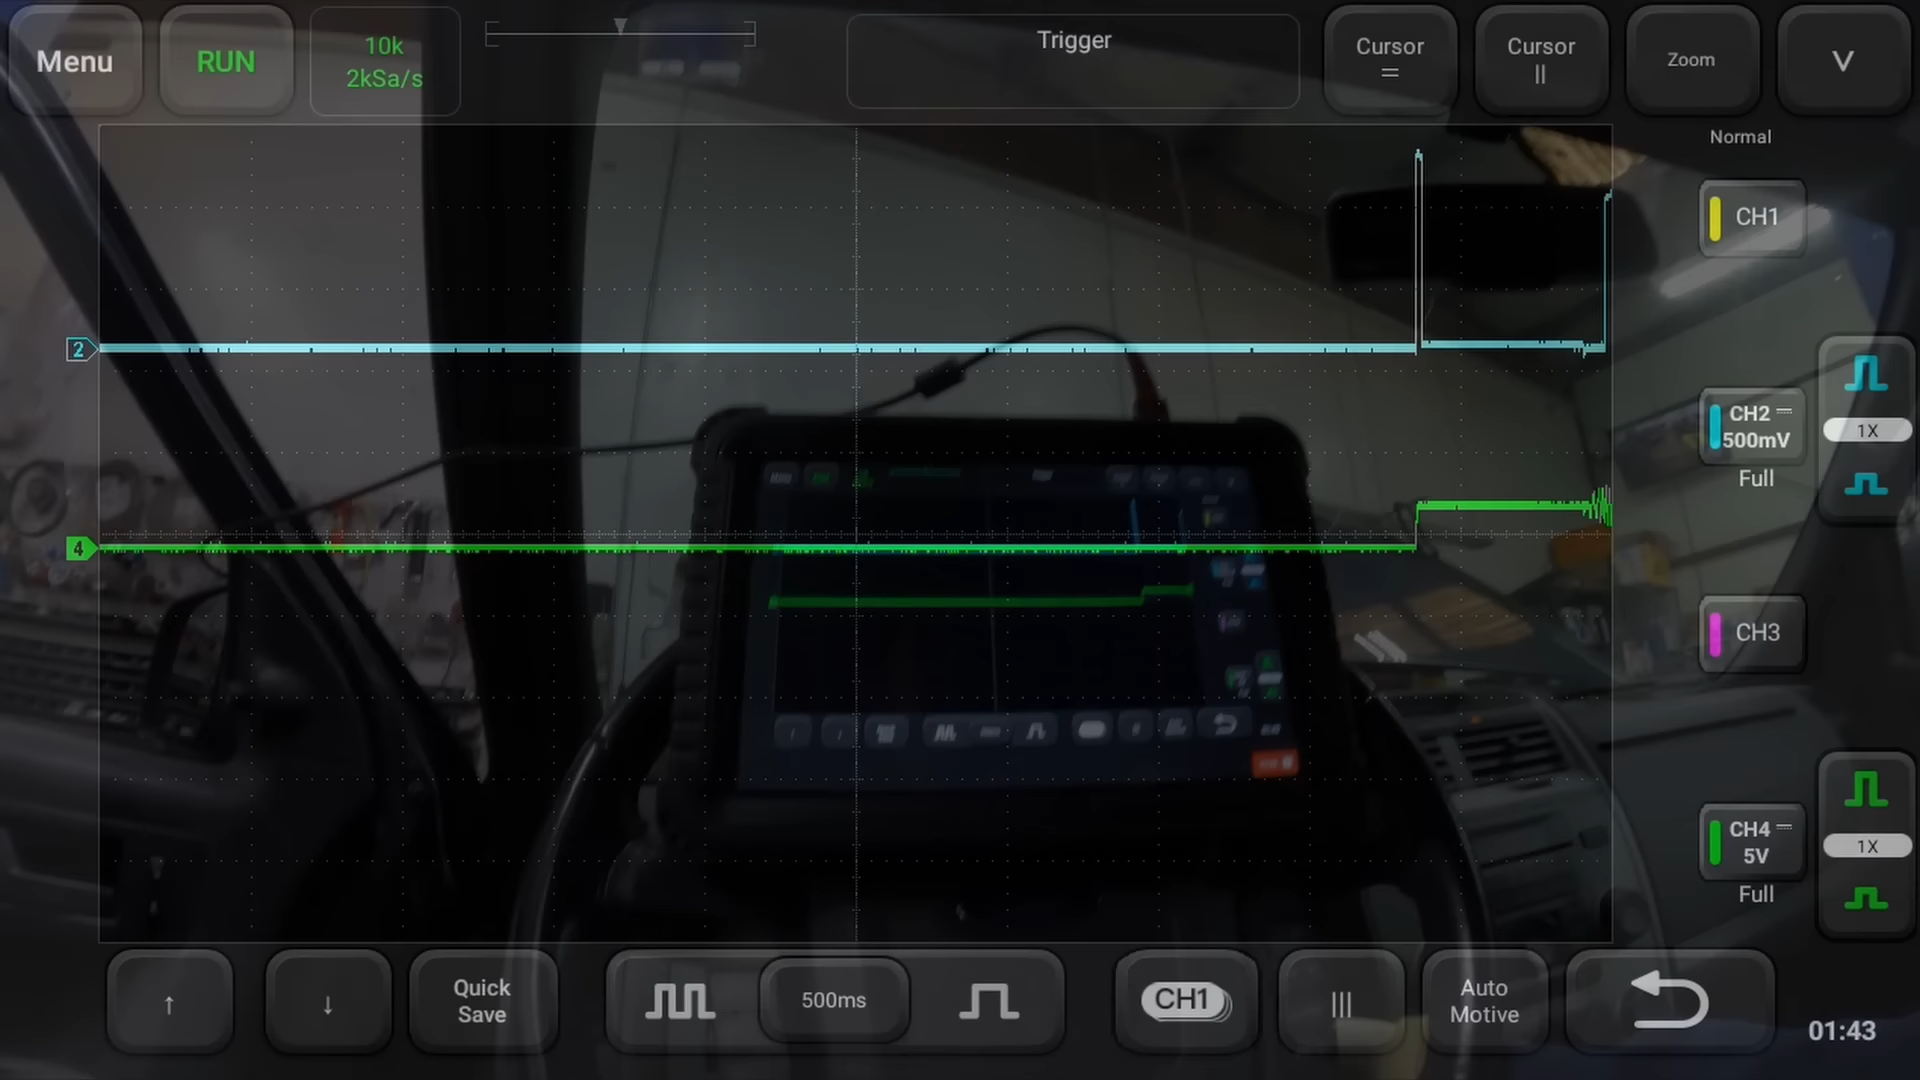 Menu
RUN
10k
2kSa/s
Trigger
Cursor
=
Cursor
||
Zoom
V
Normal
CH1
2
CH2
500mV
Full
1X
4
CH3
CH4
5V
Full
1X
↑
↓
Quick
Save
500ms
CH1
|||
Auto
Motive
01:43